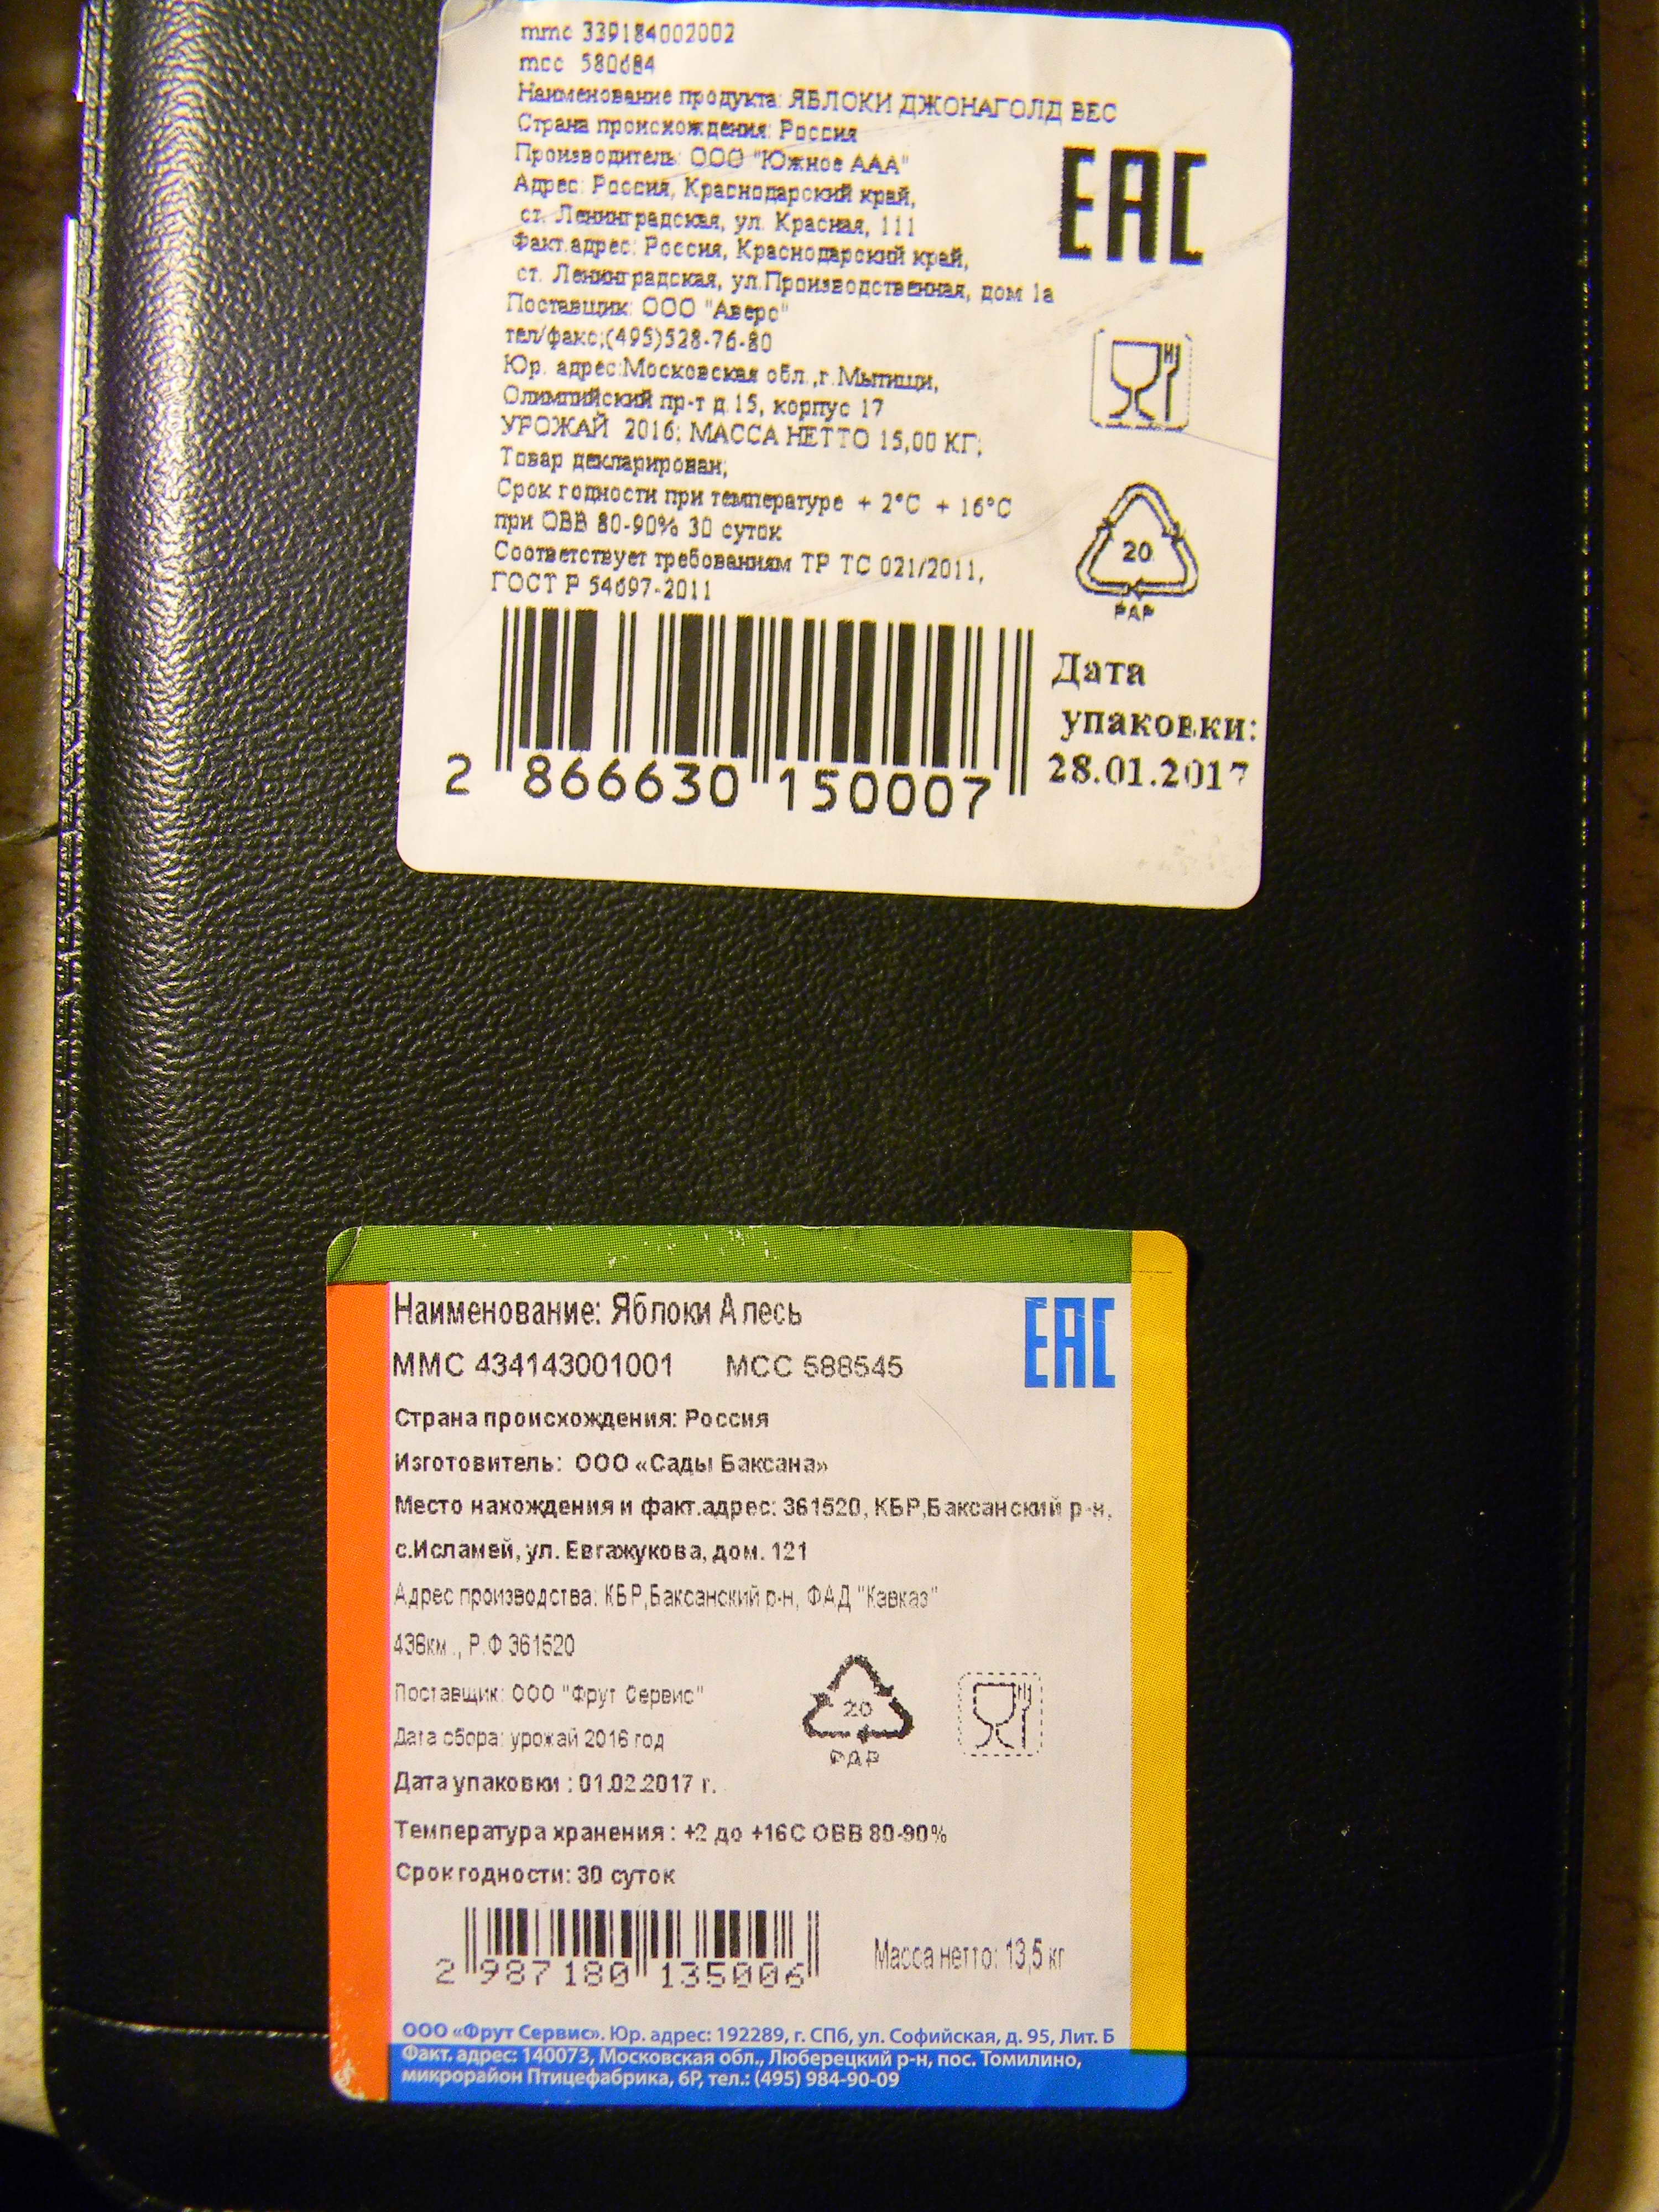 mmc 339184002002
mcc 580684
Наименование продукта: ЯБЛОКИ ДЖОНАГОЛД ВЕС
Страна происхождения: Россия
Производитель: ООО "Южное ААА"
Адрес: Россия, Краснодарский край,
ст. Ленинградская, ул. Красная, 111
Факт.адрес: Россия, Краснодарский край,
ст. Ленинградская, ул.Производственная, дом 1а
Поставщик: ООО "Аверс"
тел/факс;(495)528-76-80
Юр. адрес:Московская обл.,г.Мытищи,
Олимпийский пр-т д.15, корпус 17
УРОЖАЙ 2016; МАССА НЕТТО 15,00 КГ;
Товар декларирован;
Срок годности при температуре + 2°С + 16°С
при ОВВ 80-90% 30 суток
Соответствует требованиям ТР ТС 021/2011,
ГОСТ Р 54697-2011
EAC
20
PAP
Дата
упаковки:
28.01.2017
2 866630 150007
Наименование: Яблоки Алесь
EAC
ММС 434143001001 МСС 588545
Страна происхождения: Россия
Изготовитель: ООО «Сады Баксана»
Место нахождения и факт.адрес: 361520, КБР,Баксанский р-н,
с.Исламей, ул. Евгажукова, дом. 121
Адрес производства: КБР,Баксанский р-н, ФАД "Кавказ"
436км., Р.Ф 361520
Поставщик: ООО "Фрут Сервис"
Дата сбора: урожай 2016 год
20
PAP
Дата упаковки : 01.02.2017 г.
Температура хранения : +2 до +16С ОВВ 80-90%
Срок годности: 30 суток
2 987180 135006
Масса нетто: 13,5 кг
ООО «Фрут Сервис». Юр. адрес: 192289, г. СПб, ул. Софийская, д. 95, Лит. Б
Факт. адрес: 140073, Московская обл., Люберецкий р-н, пос. Томилино,
микрорайон Птицефабрика, 6Р, тел.: (495) 984-90-09